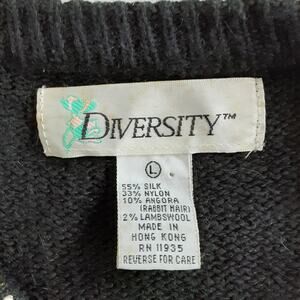 DIVERSITY™
L
55% SILK
33% NYLON
10% ANGORA
(RABBIT HAIR)
2% LAMBSWOOL
MADE IN
HONG KONG
RN 11935
REVERSE FOR CARE